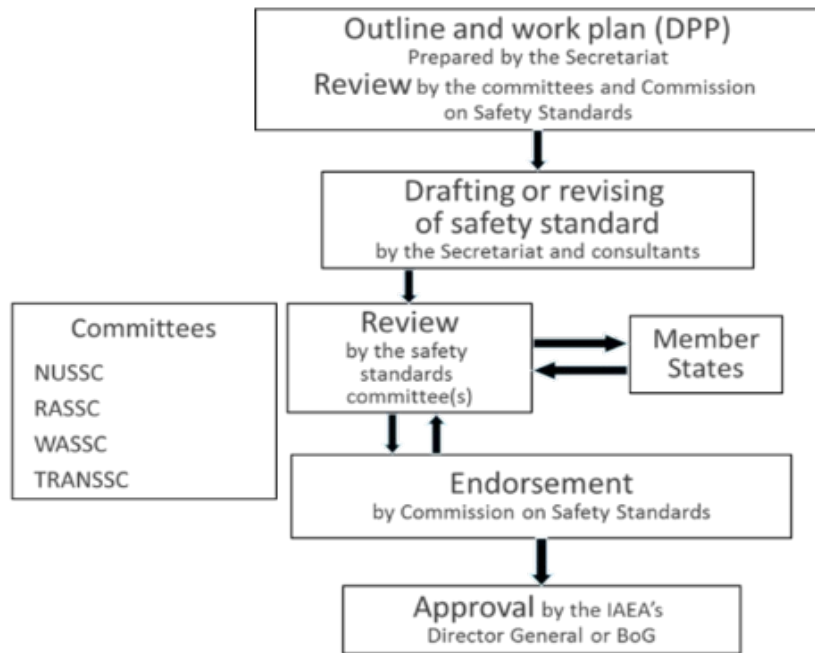 Outline and work plan (DPP)
Prepared by the Secretariat
Review by the committees and Commission
on Safety Standards
Drafting or revising
of safety standard
by the Secretariat and consultants
Committees
NUSSC
RASSC
WASSC
TRANSSC
Review
by the safety
standards
committee(s)
Member
States
Endorsement
by Commission on Safety Standards
Approval by the IAEA's
Director General or BoG